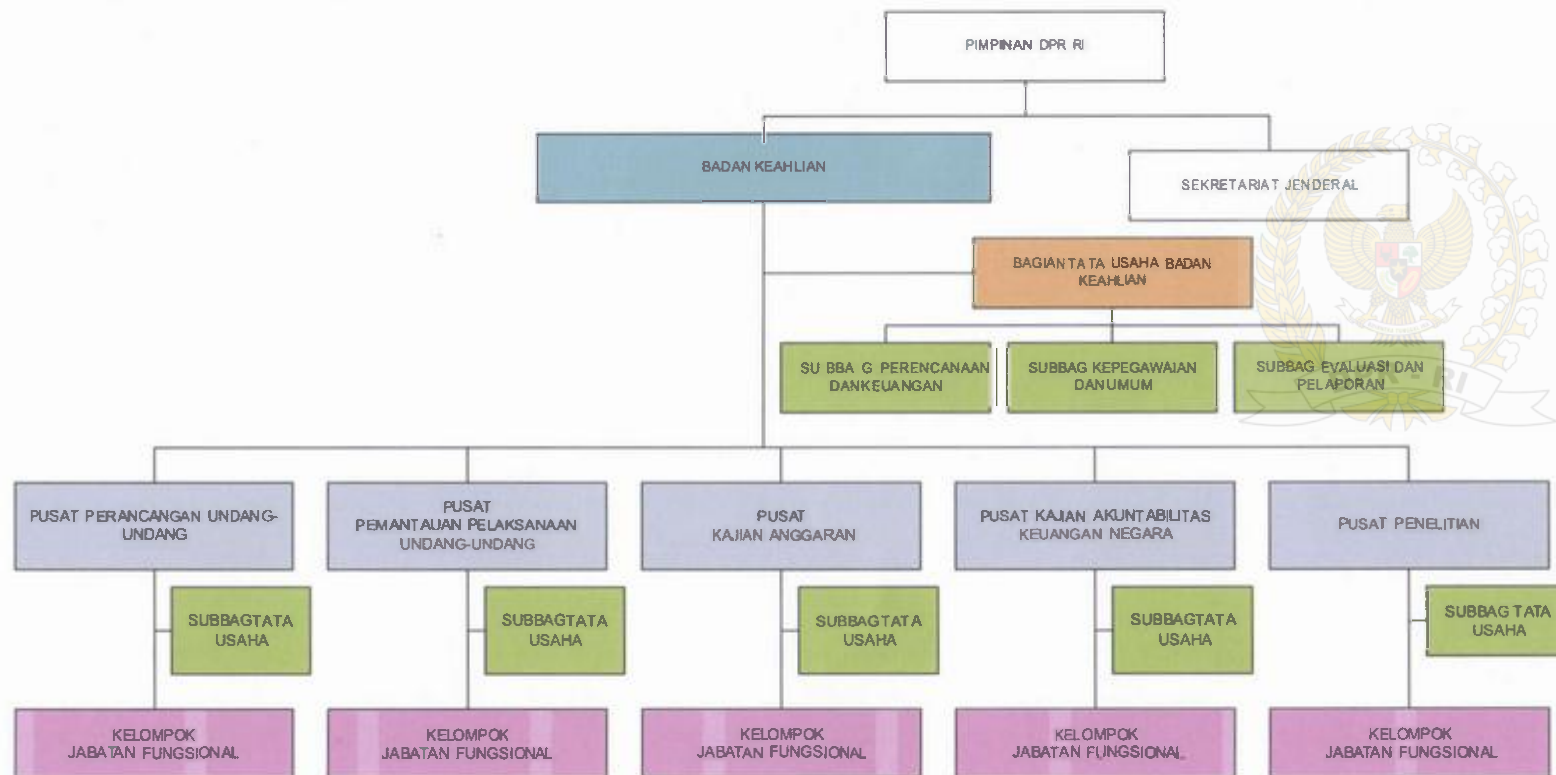 PIMPINAN DPR RI
BADAN KEAHLIAN
SEKRETARIAT JENDERAL
BAGIAN TATA USAHA BADAN
KEAHLIAN
SUBBAG PERENCANAAN
DANKEUANGAN
SUBBAG KEPEGAWAIAN
DANUMUM
SUBBAG EVALUASI DAN
PELAPORAN
DPR - RI
PUSAT PERANCANGAN UNDANG-
UNDANG
PUSAT
PEMANTAUAN PELAKSANAAN
UNDANG-UNDANG
PUSAT
KAJIAN ANGGARAN
PUSAT KAJIAN AKUNTABILITAS
KEUANGAN NEGARA
PUSAT PENELITIAN
SUBBAGTATA
USAHA
SUBBAGTATA
USAHA
SUBBAGTATA
USAHA
SUBBAGTATA
USAHA
SUBBAG TATA
USAHA
KELOMPOK
JABATAN FUNGSIONAL
KELOMPOK
JABATAN FUNGSIONAL
KELOMPOK
JABATAN FUNGSIONAL
KELOMPOK
JABATAN FUNGSIONAL
KELOMPOK
JABATAN FUNGSIONAL